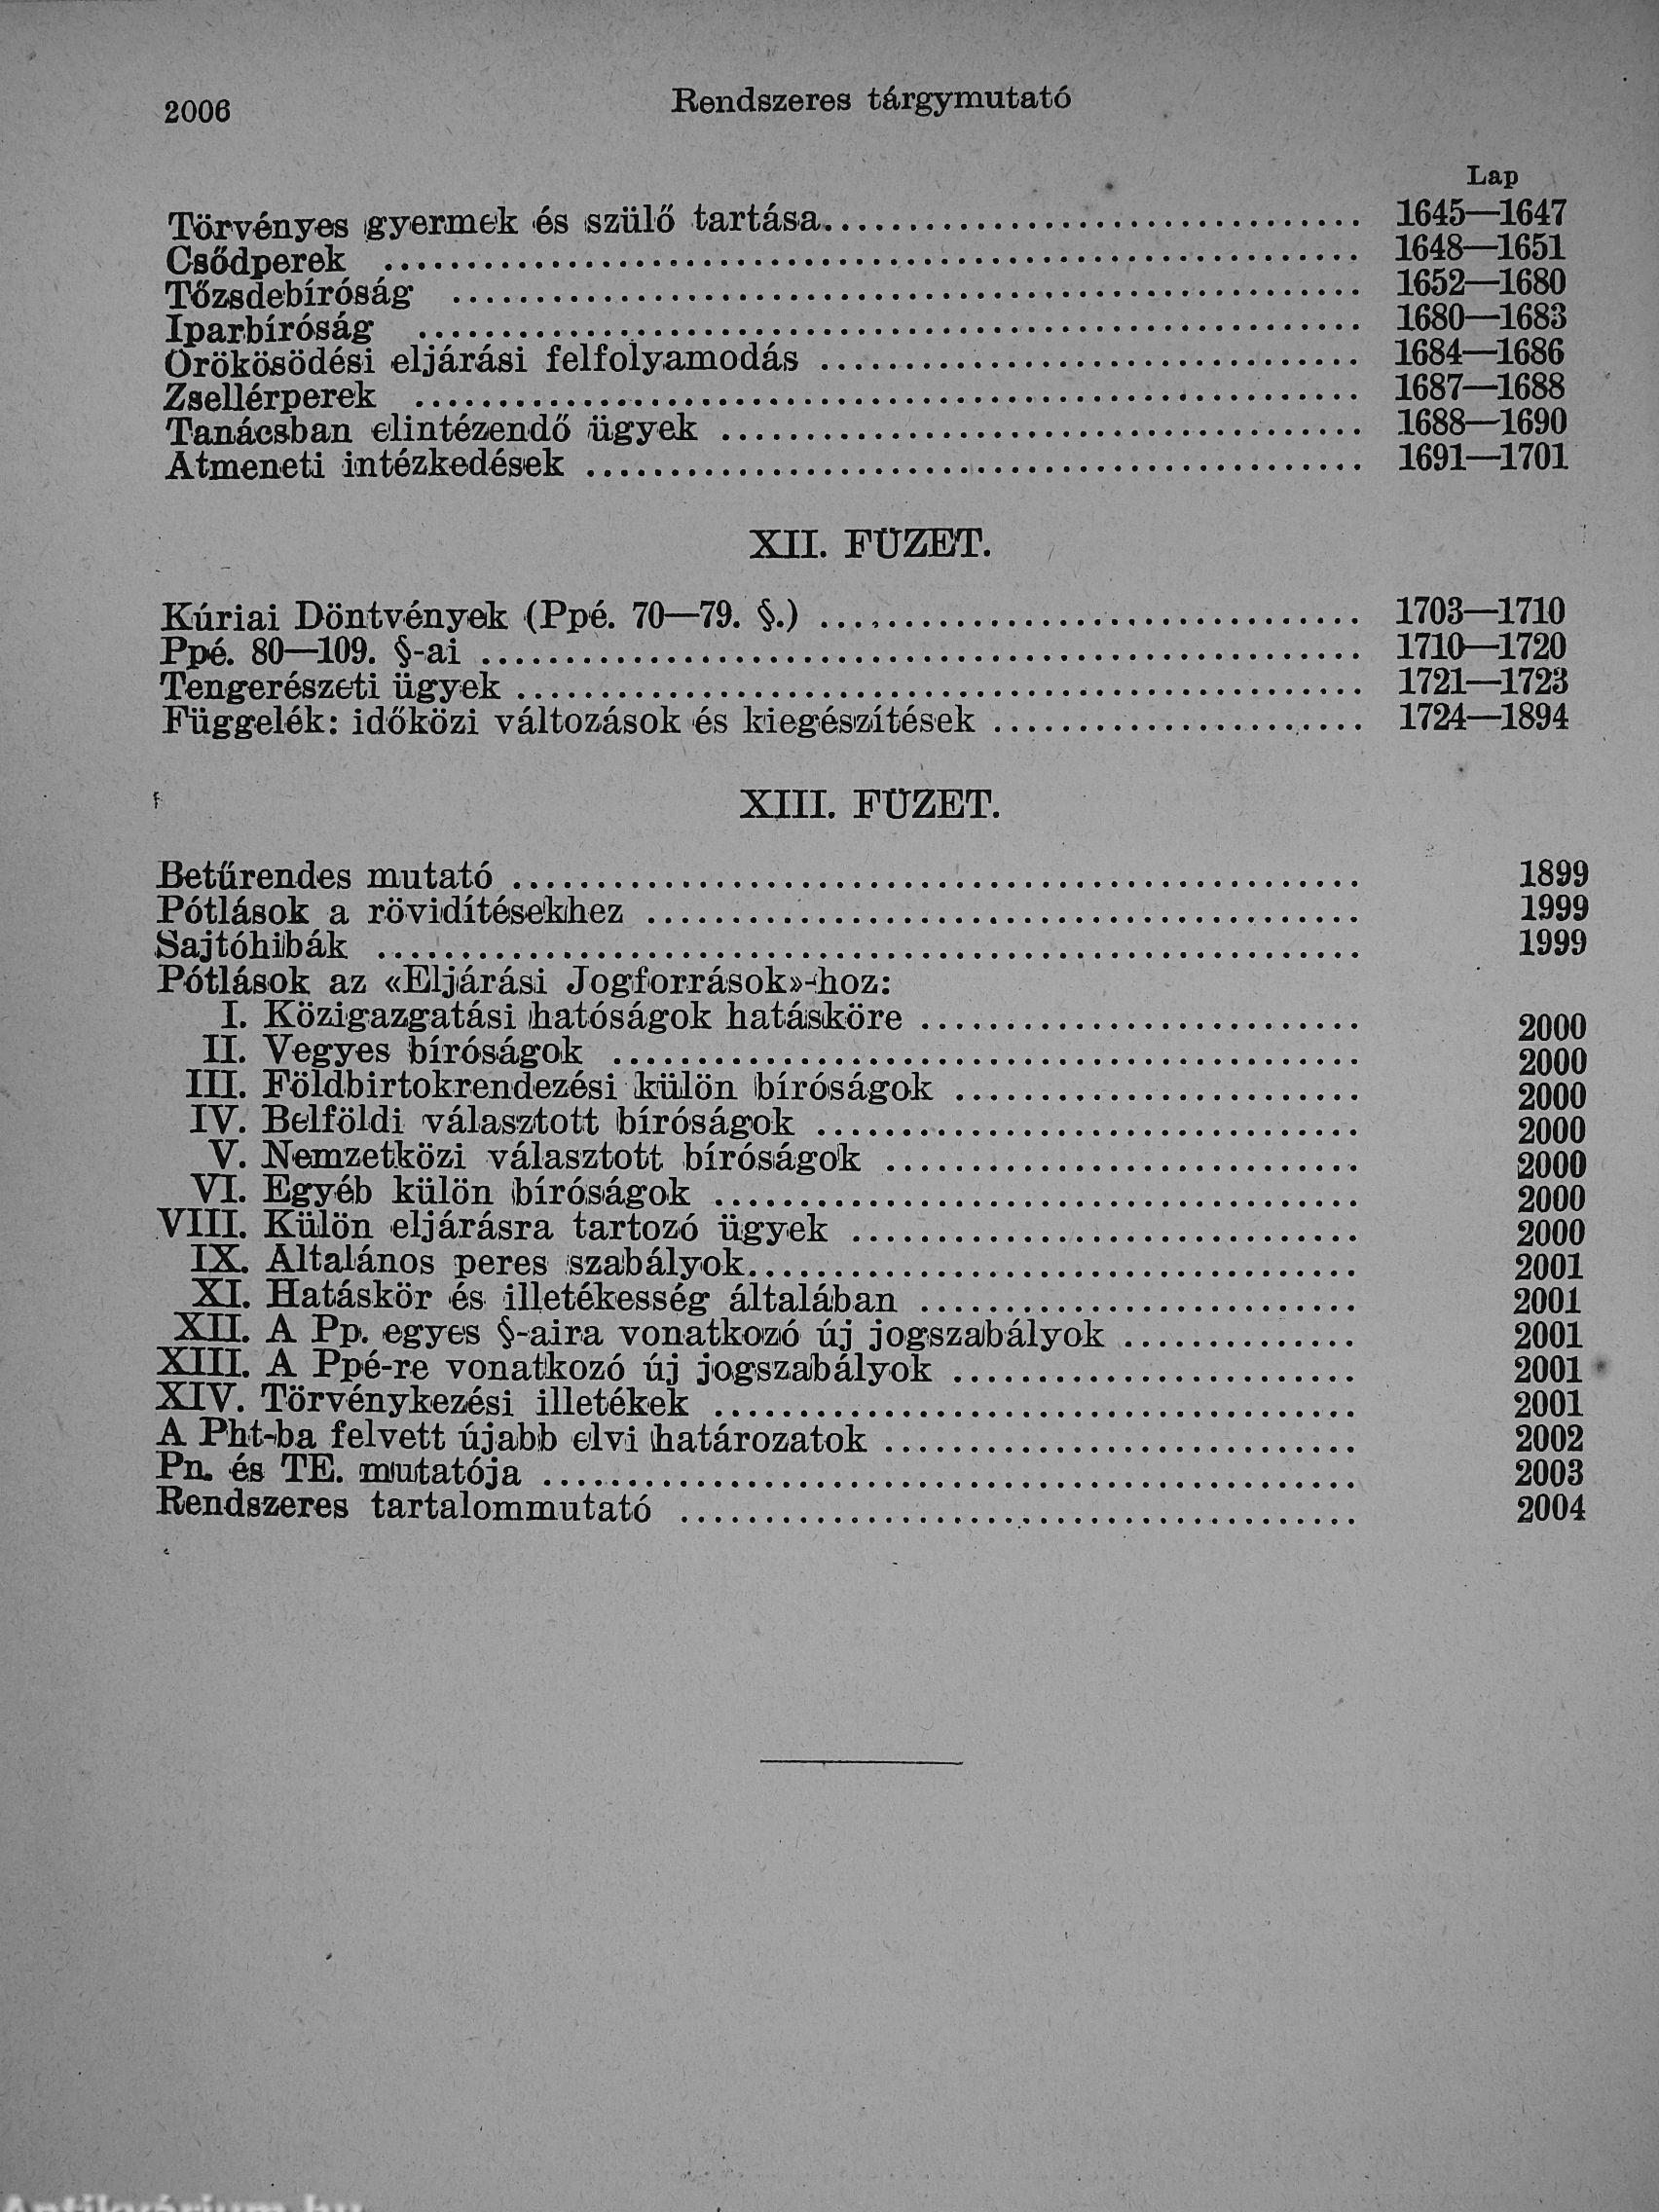 2006
Rendszeres tárgymutató
Lap
Törvényes gyermek és szülő tartása........................ 1645—1647
Csődperek ........................ 1648—1651
Tőzsdebíróság ........................ 1652—1680
Iparbíróság ........................ 1680—1683
Orökösödési eljárási felfolyamodás ........................ 1684—1686
Zsellérperek ........................ 1687—1688
Tanácsban elintézendő ügyek ........................ 1688—1690
Atmeneti intézkedések ........................ 1691—1701
XII. FÜZET.
Kúriai Döntvények (Ppé. 70—79. §.) ........................ 1703—1710
Ppé. 80—109. §-ai ........................ 1710—1720
Tengerészeti ügyek ........................ 1721—1723
Függelék: időközi változások és kiegészítések ........................ 1724—1894
XIII. FÜZET.
Betűrendes mutató ........................ 1899
Pótlások a rövidítésekhez ........................ 1999
Sajtóhibák ........................ 1999
Pótlások az «Eljárási Jogforrások»-hoz:
I. Közigazgatási hatóságok hatásköre ........................ 2000
II. Vegyes bíróságok ........................ 2000
III. Földbirtokrendezési külön bíróságok ........................ 2000
IV. Belföldi választott bíróságok ........................ 2000
V. Nemzetközi választott bíróságok ........................ 2000
VI. Egyéb külön bíróságok ........................ 2000
VIII. Külön eljárásra tartozó ügyek ........................ 2000
IX. Altalános peres szabályok........................ 2001
XI. Hatáskör és illetékesség általában ........................ 2001
XII. A Pp. egyes §-aira vonatkozó új jogszabályok .............. 2001
XIII. A Ppé-re vonatkozó új jogszabályok ........................ 2001
XIV. Törvénykezési illetékek ........................ 2001
A Pht-ba felvett újabb elvi határozatok ........................ 2002
Pn. és TE. mutatója ........................ 2003
Rendszeres tartalommutató ........................ 2004
Antikvárium.hu